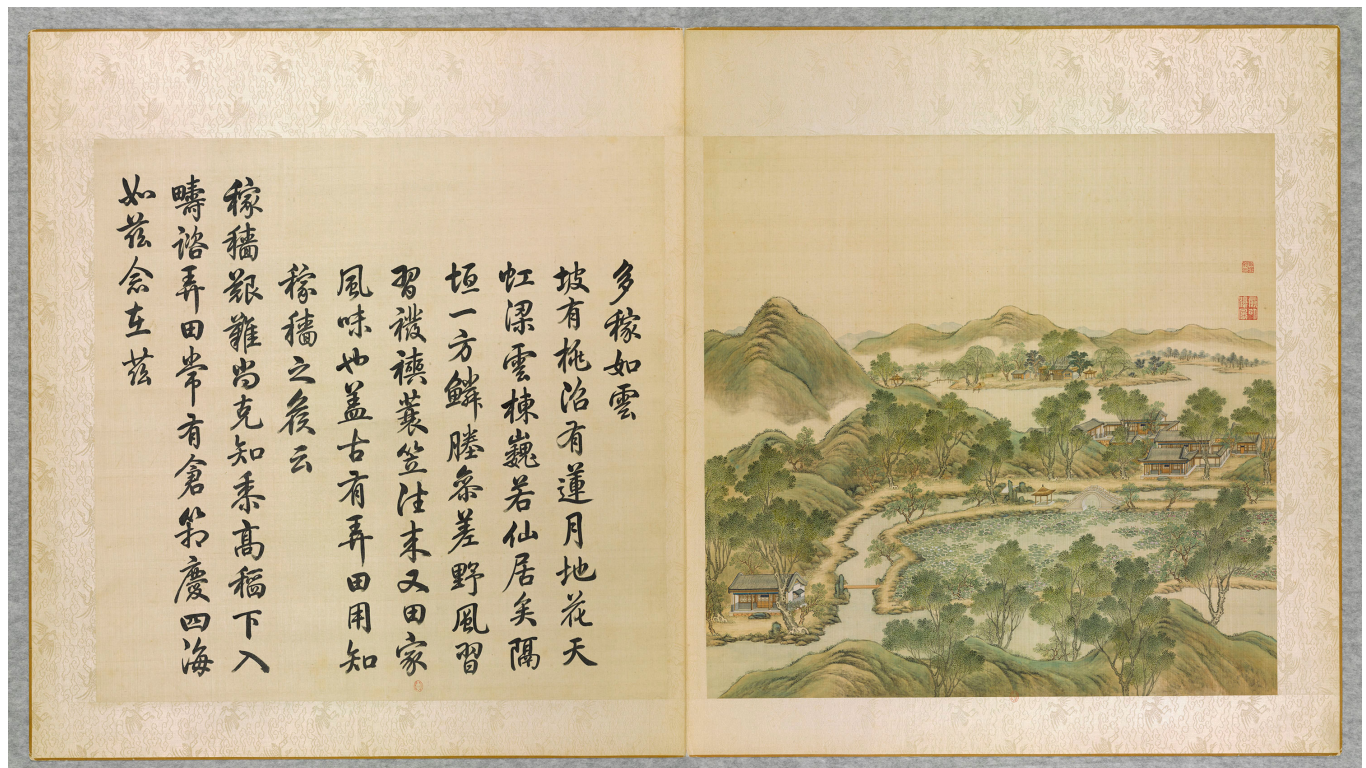 多稼如雲
坡有桃沼有蓮月地花天
虹梁雲棟巍若仙居矣隔
垣一方鱗塍參差野風習
習襏襫蓑笠往來又田家
風味也蓋古有弄田用知
稼穡之候云
稼穡艱難尚克知黍高稻下入
疇諮弄田常有倉箱慶四海
如茲念在茲